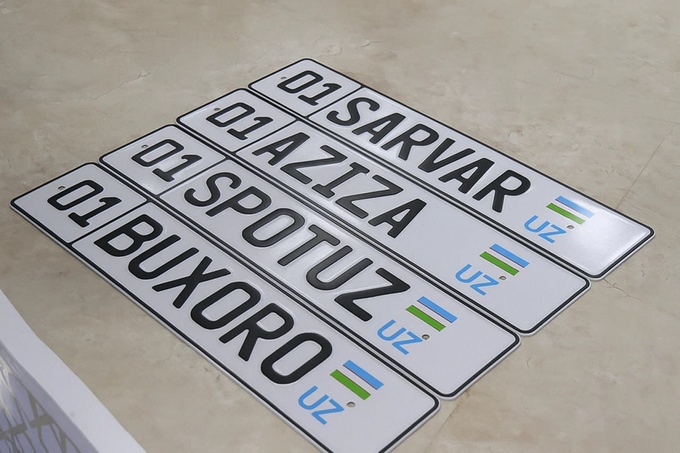 01 SARVAR UZ
01 AZIZA UZ
01 SPOTUZ UZ
01 BUXORO UZ